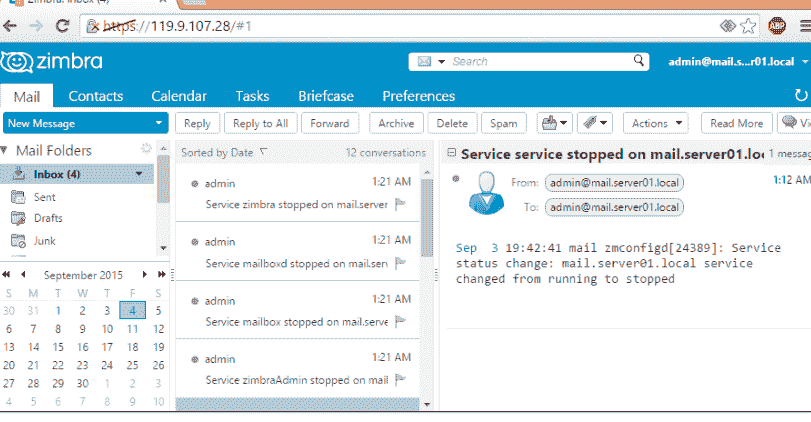 Zimbra: Inbox (4)
https://119.9.107.28/#1
ABP
zimbra
Search
admin@mail.s...r01.local
Mail Contacts Calendar Tasks Briefcase Preferences
New Message Reply Reply to All Forward Archive Delete Spam Actions Read More
Mail Folders
Inbox (4)
Sent
Drafts
Junk
September 2015
S M T W T F S
30 31 1 2 3 4 5
6 7 8 9 10 11 12
13 14 15 16 17 18 19
20 21 22 23 24 25 26
27 28 29 30 1 2 3
4 5 6 7 8 9 10
Sorted by Date 12 conversations
admin 1:21 AM
Service zimbra stopped on mail.server
admin 1:21 AM
Service mailboxd stopped on mail.serv
admin 1:21 AM
Service mailbox stopped on mail.serve
admin 1:21 AM
Service zimbraAdmin stopped on mail
Service service stopped on mail.server01.loc 1 messag
From: admin@mail.server01.local 1:12 AM
To: admin@mail.server01.local
Sep 3 19:42:41 mail zmconfigd[24389]: Service
status change: mail.server01.local service
changed from running to stopped